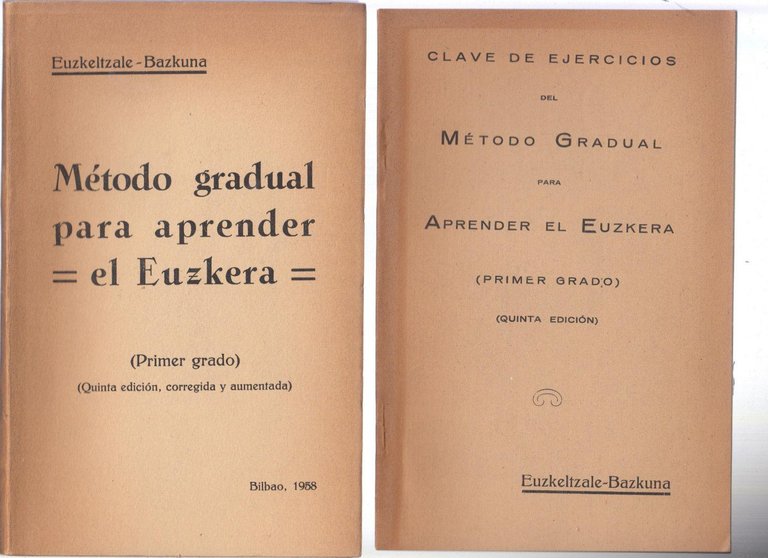 Euzkeltzale-Bazkuna
Método gradual
para aprender
= el Euzkera =
(Primer grado)
(Quinta edición, corregida y aumentada)
Bilbao, 1958
CLAVE DE EJERCICIOS
DEL
MÉTODO GRADUAL
PARA
APRENDER EL EUZKERA
(PRIMER GRADO)
(QUINTA EDICIÓN)
Euzkeltzale-Bazkuna